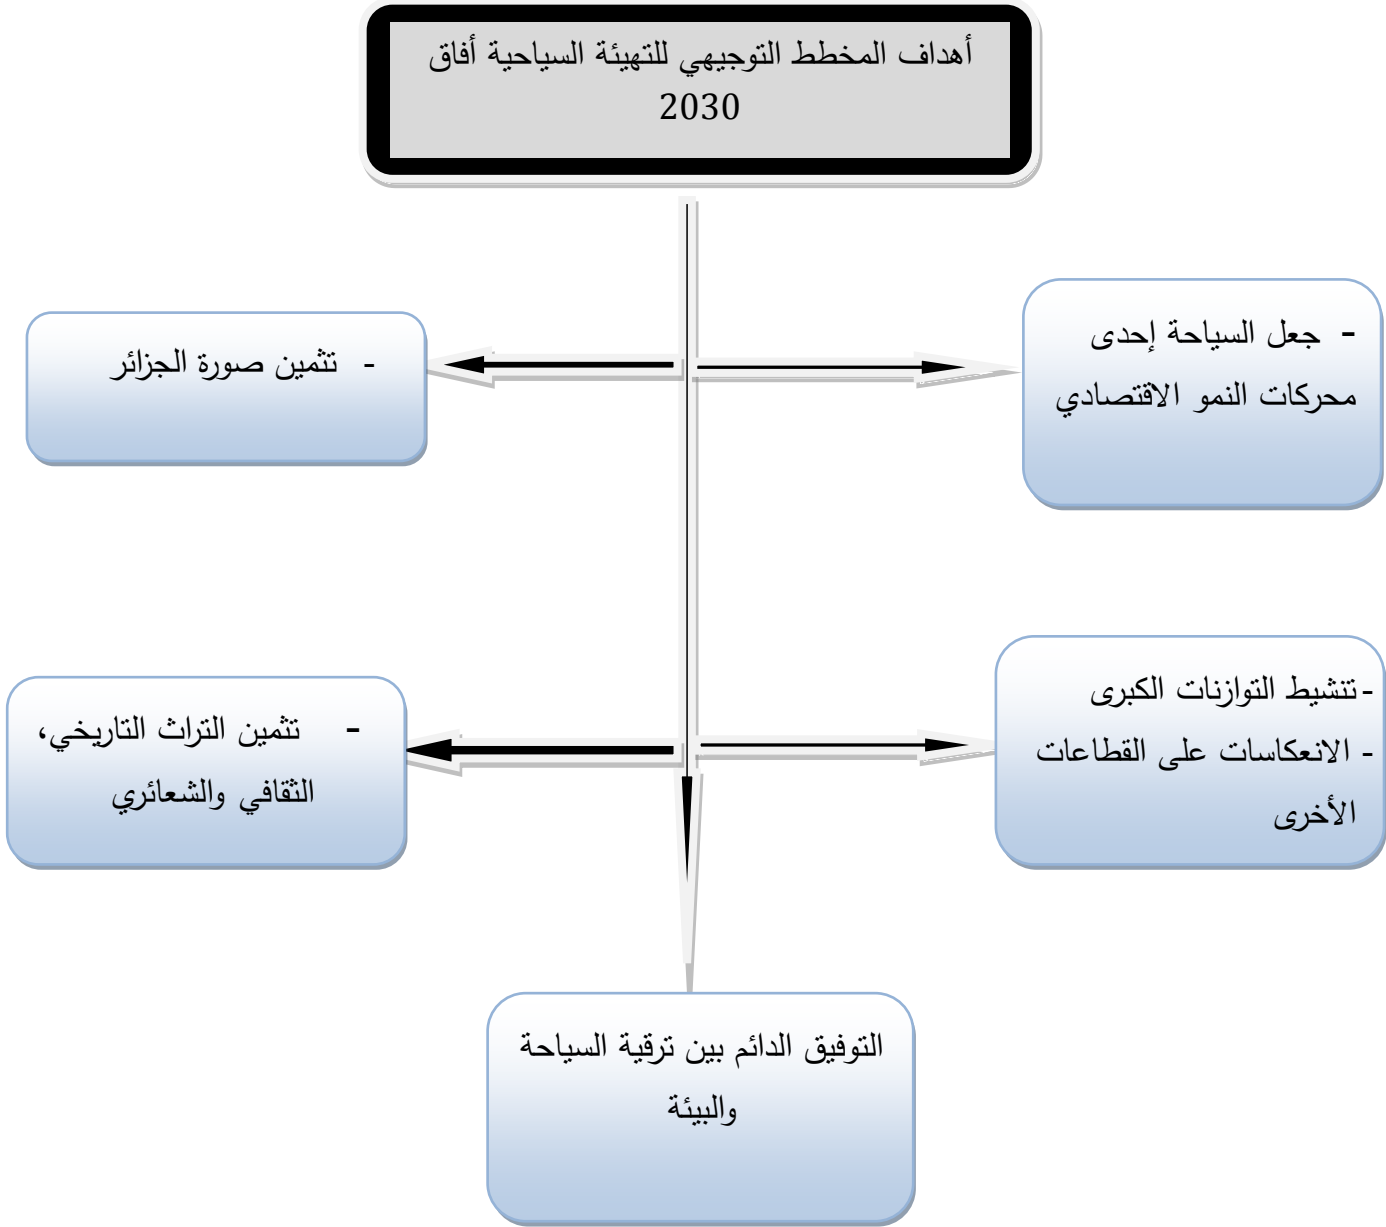 أهداف المخطط التوجيهي للتهيئة السياحية أفاق
2030
- جعل السياحة إحدى
محركات النمو الاقتصادي
- تثمين صورة الجزائر
-تنشيط التوازنات الكبرى
- الانعكاسات على القطاعات
الأخرى
- تثمين التراث التاريخي،
الثقافي والشعائري
التوفيق الدائم بين ترقية السياحة
والبيئة